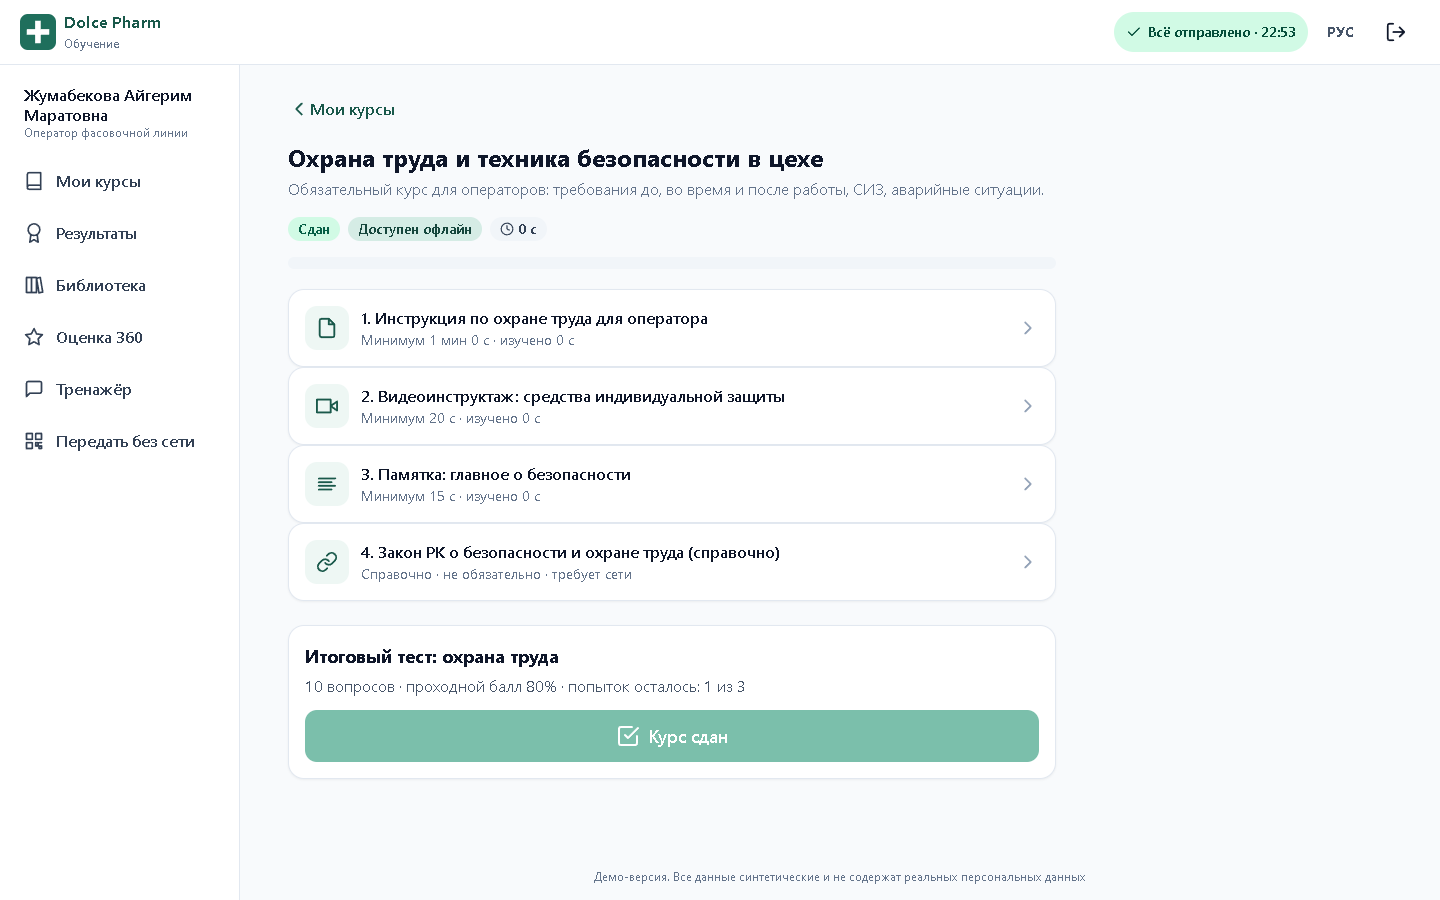 Dolce Pharm
Обучение
Всё отправлено · 22:53
РУС
Жумабекова Айгерим
Маратовна
Оператор фасовочной линии
Мои курсы
Результаты
Библиотека
Оценка 360
Тренажёр
Передать без сети
Мои курсы
Охрана труда и техника безопасности в цехе
Обязательный курс для операторов: требования до, во время и после работы, СИЗ, аварийные ситуации.
Сдан
Доступен офлайн
0 с
1. Инструкция по охране труда для оператора
Минимум 1 мин 0 с · изучено 0 с
2. Видеоинструктаж: средства индивидуальной защиты
Минимум 20 с · изучено 0 с
3. Памятка: главное о безопасности
Минимум 15 с · изучено 0 с
4. Закон РК о безопасности и охране труда (справочно)
Справочно · не обязательно · требует сети
Итоговый тест: охрана труда
10 вопросов · проходной балл 80% · попыток осталось: 1 из 3
Курс сдан
Демо-версия. Все данные синтетические и не содержат реальных персональных данных